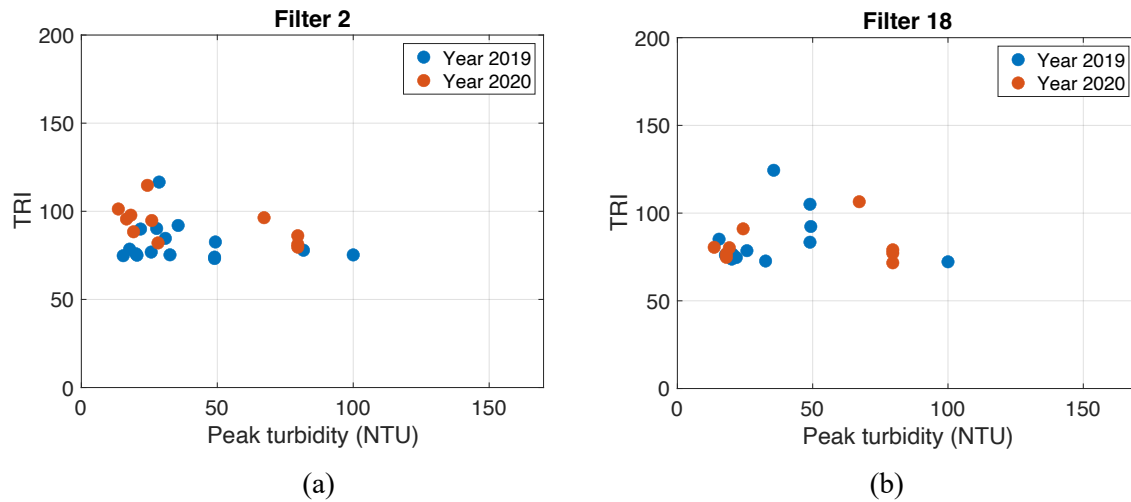 Filter 2
200
150
100
50
0
TRI
0 50 100 150
Peak turbidity (NTU)
Year 2019
Year 2020
(a)
Filter 18
200
150
100
50
0
TRI
0 50 100 150
Peak turbidity (NTU)
Year 2019
Year 2020
(b)